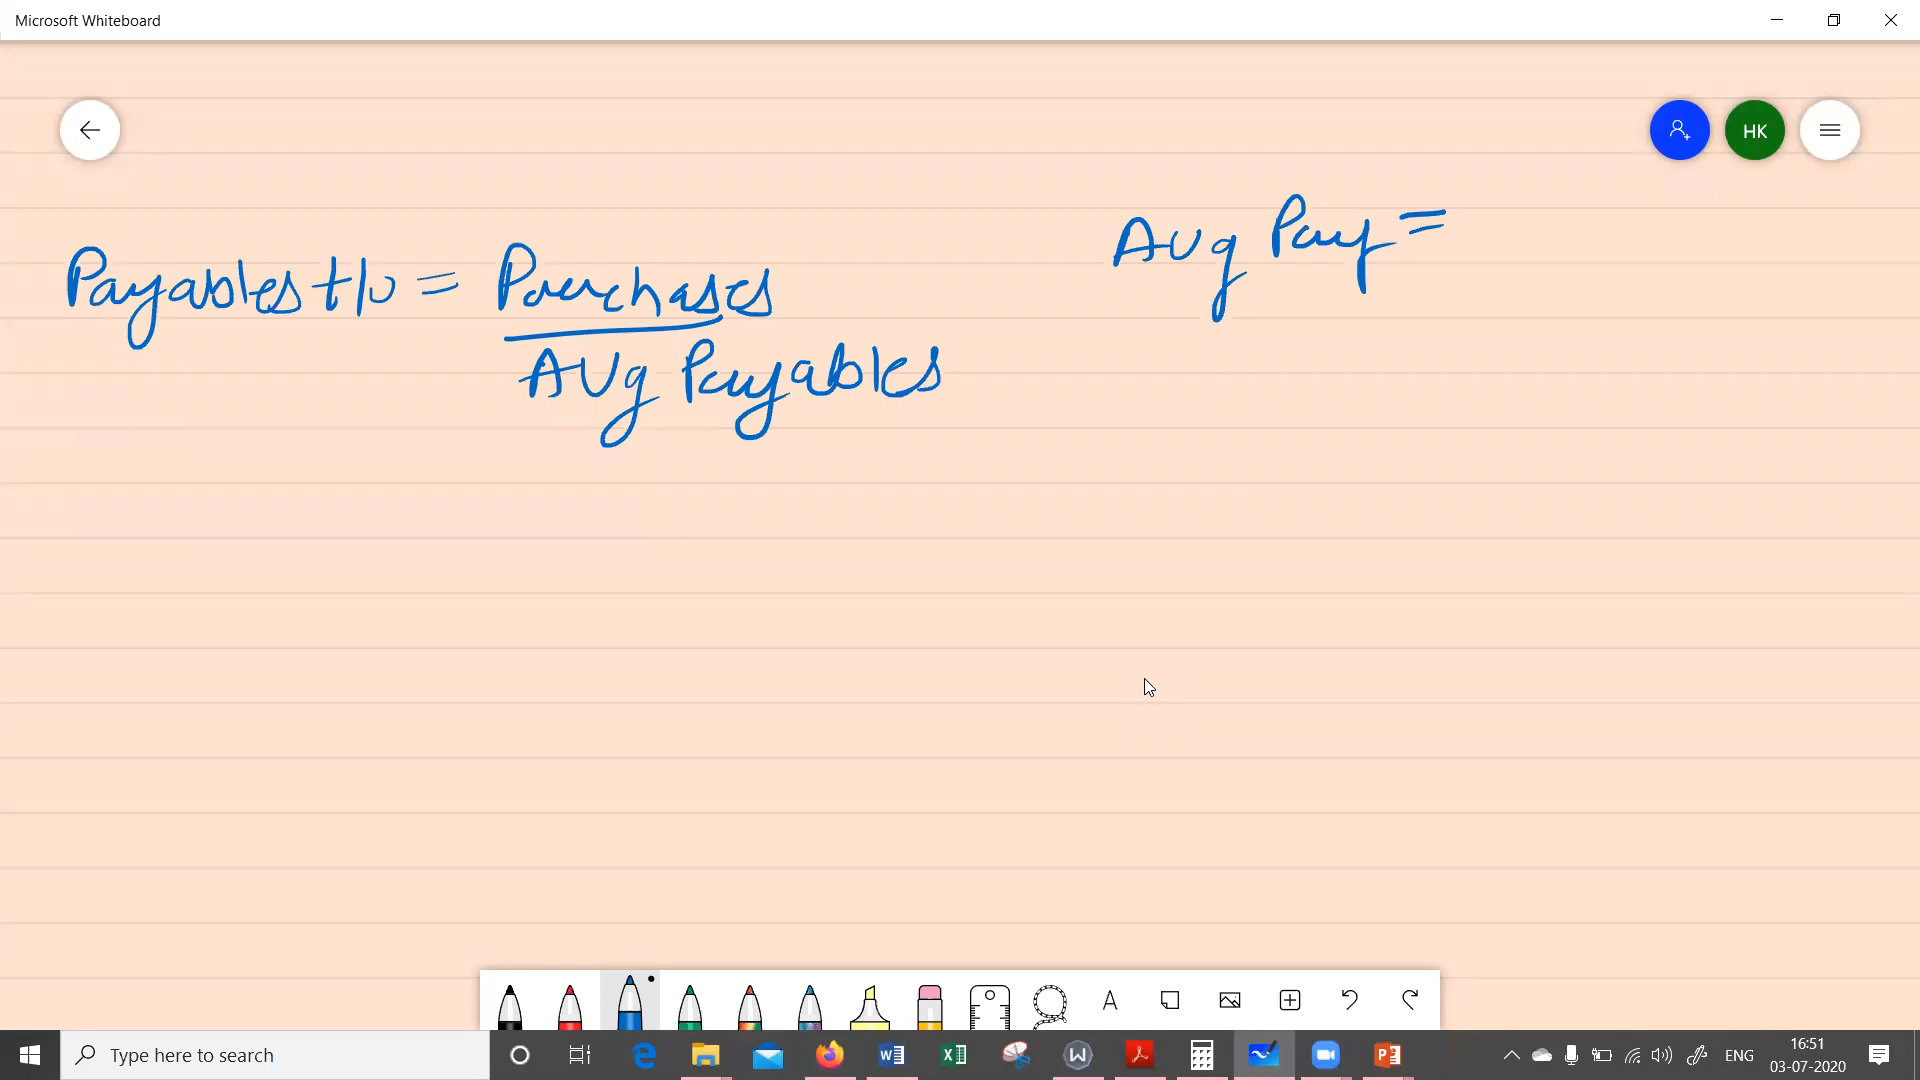 Microsoft Whiteboard
HK
Payables t/o = Purchases
Avg Payables
Avg Pay =
A
Type here to search
ENG
16:51
03-07-2020